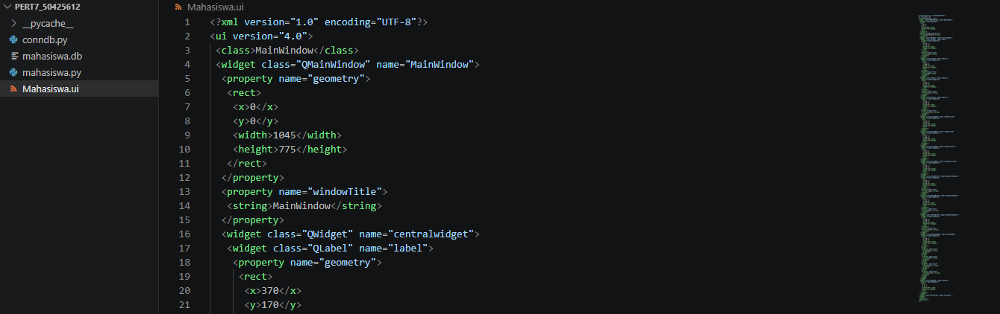 PERT7_50425612
__pycache__
conndb.py
mahasiswa.db
mahasiswa.py
Mahasiswa.ui
Mahasiswa.ui
1 <?xml version="1.0" encoding="UTF-8"?>
2 <ui version="4.0">
3 <class>MainWindow</class>
4 <widget class="QMainWindow" name="MainWindow">
5 <property name="geometry">
6 <rect>
7 <x>0</x>
8 <y>0</y>
9 <width>1045</width>
10 <height>775</height>
11 </rect>
12 </property>
13 <property name="windowTitle">
14 <string>MainWindow</string>
15 </property>
16 <widget class="QWidget" name="centralwidget">
17 <widget class="QLabel" name="label">
18 <property name="geometry">
19 <rect>
20 <x>370</x>
21 <y>170</y>